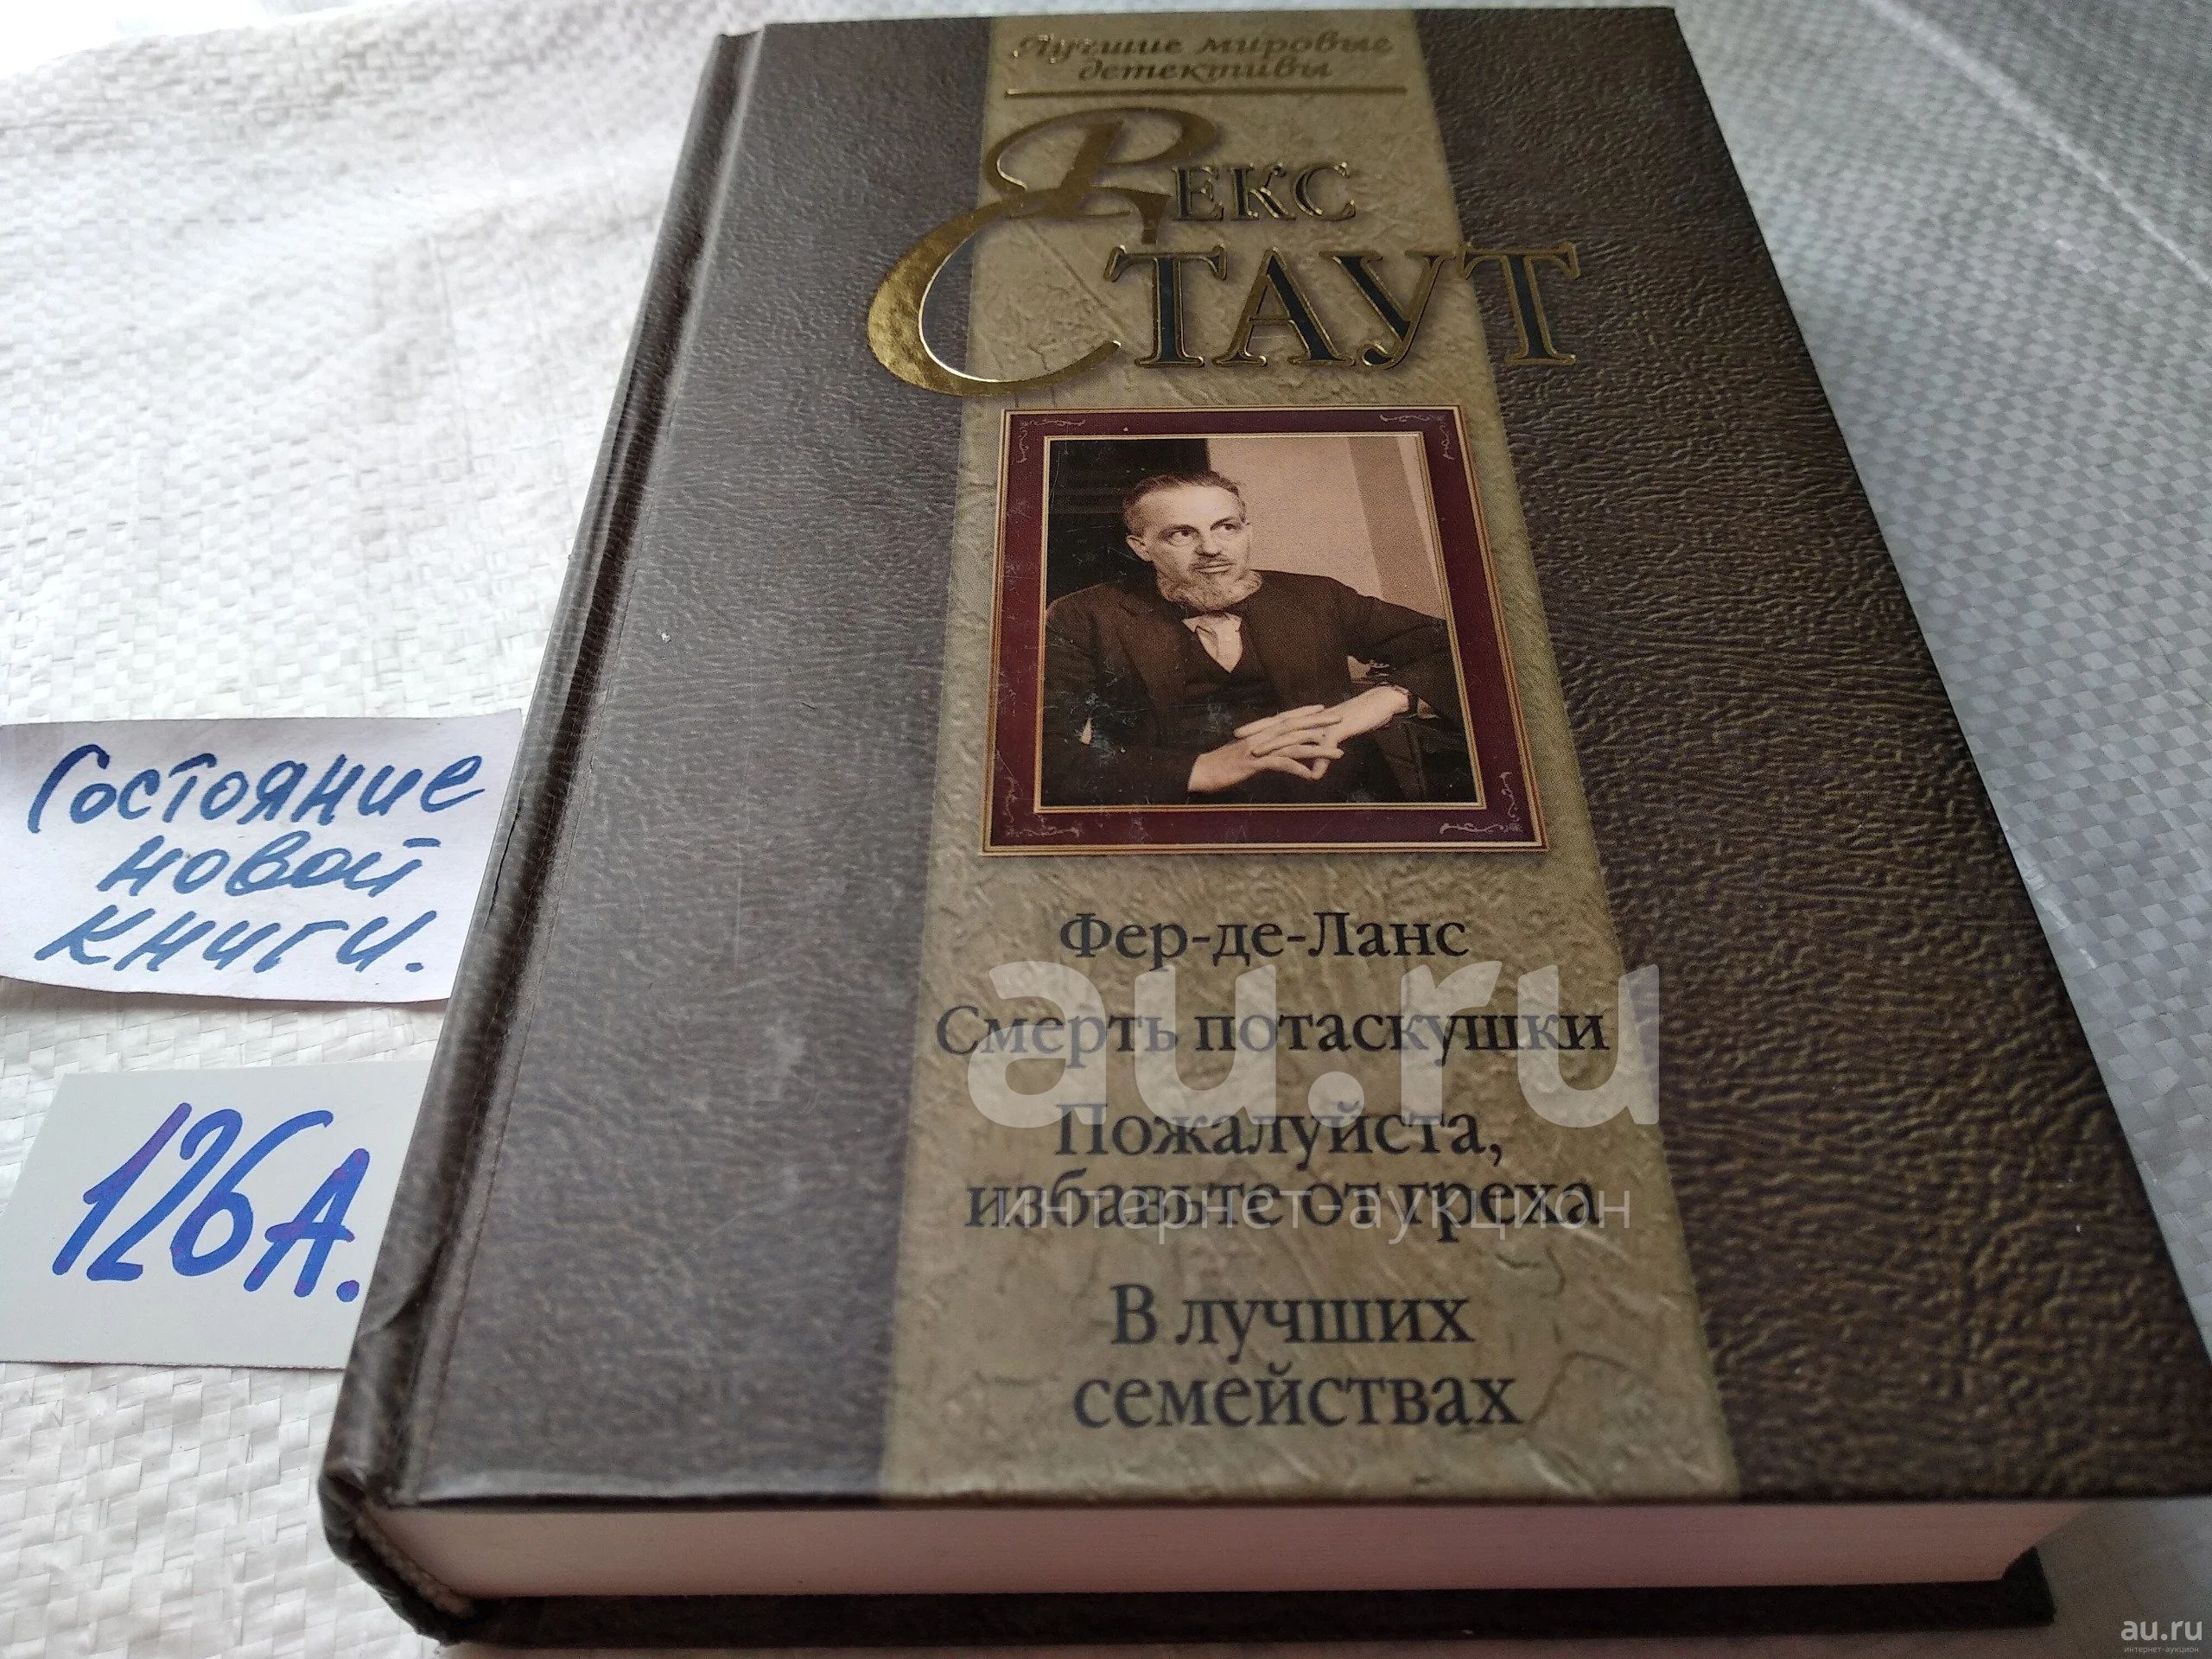 Лучшие мировые
детективы
Рекс
Стаут
Фер-де-Ланс
Смерть потаскушки
Пожалуйста,
избавьте от греха
В лучших
семействах
Состояние
новой
книги.
126А.
au.ru
интернет-аукцион
au.ru
интернет-аукцион